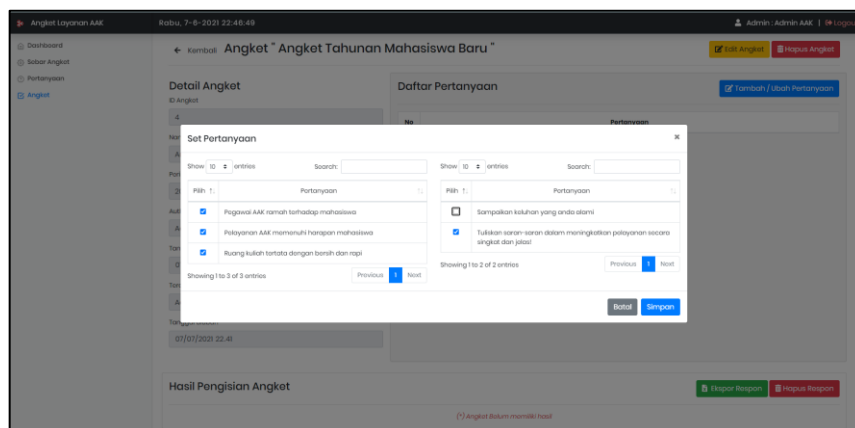 Angket Layanan AAK
Rabu, 7-6-2021 22:46:49
Admin : Admin AAK | Logou
Dashboard
Sebar Angket
Pertanyaan
Angket
Kembali Angket " Angket Tahunan Mahasiswa Baru "
Edit Angket
Hapus Angket
Detail Angket
ID Angket
4
Daftar Pertanyaan
Tambah / Ubah Pertanyaan
No
Pertanyaan
Set Pertanyaan
×
Show 10 entries
Search:
Pilih
Pertanyaan
Pegawai AAK ramah terhadap mahasiswa
Pelayanan AAK memenuhi harapan mahasiswa
Ruang kuliah tertata dengan bersih dan rapi
Showing 1 to 3 of 3 entries
Previous 1 Next
Show 10 entries
Search:
Pilih
Pertanyaan
Sampaikan keluhan yang anda alami
Tuliskan saran-saran dalam meningkatkan pelayanan secara
singkat dan jelas!
Showing 1 to 2 of 2 entries
Previous 1 Next
Batal
Simpan
07/07/2021 22.41
Hasil Pengisian Angket
Ekspor Respon
Hapus Respon
(*) Angket Belum memiliki hasil